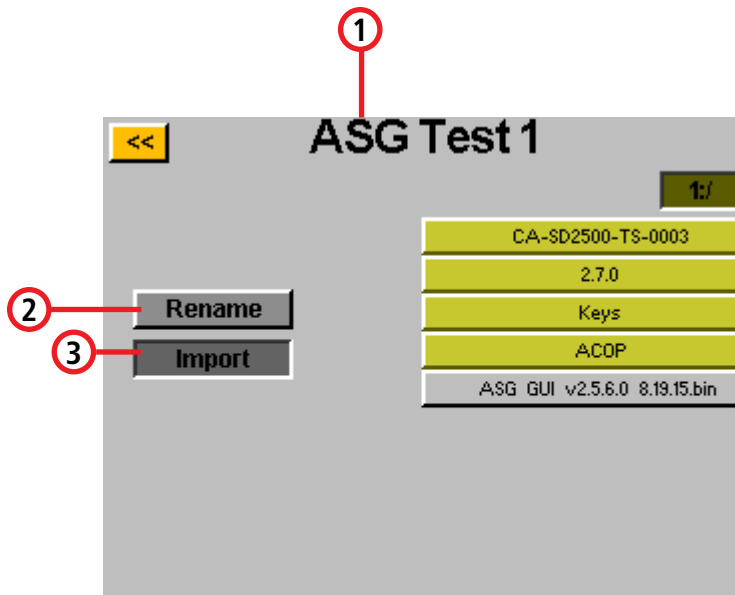 1
<< ASG Test 1
1:/
CA-SD2500-TS-0003
2.7.0
2 Rename
Keys
3 Import
ACOP
ASG GUI v2.5.6.0 8.19.15.bin